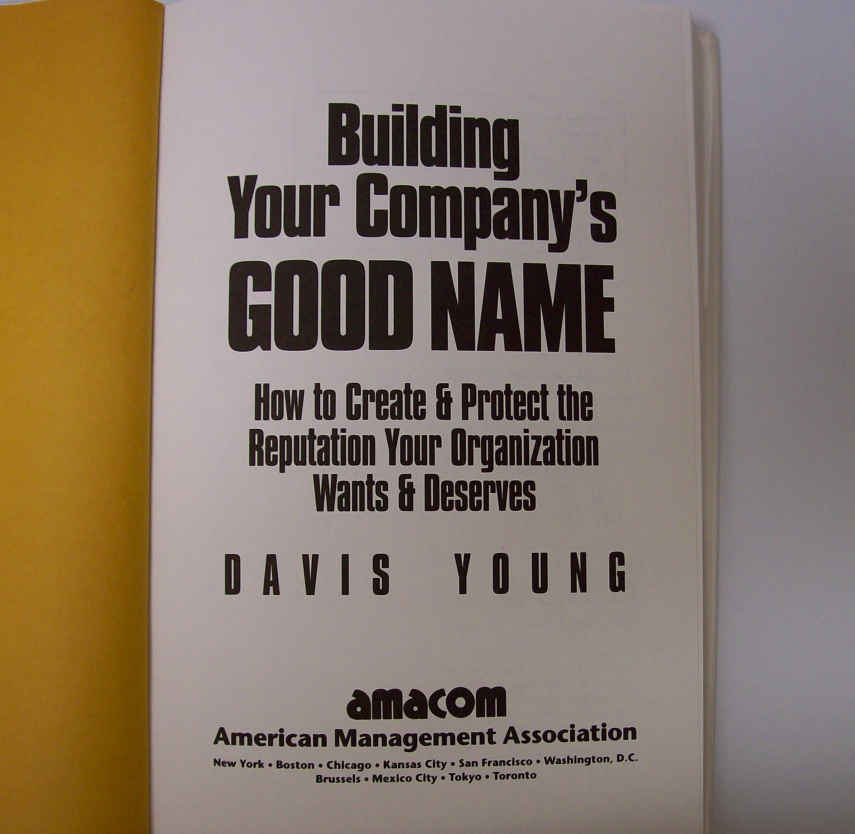 Building
Your Company's
GOOD NAME
How to Create & Protect the
Reputation Your Organization
Wants & Deserves
DAVIS YOUNG
amacom
American Management Association
New York • Boston • Chicago • Kansas City • San Francisco • Washington, D.C.
Brussels • Mexico City • Tokyo • Toronto